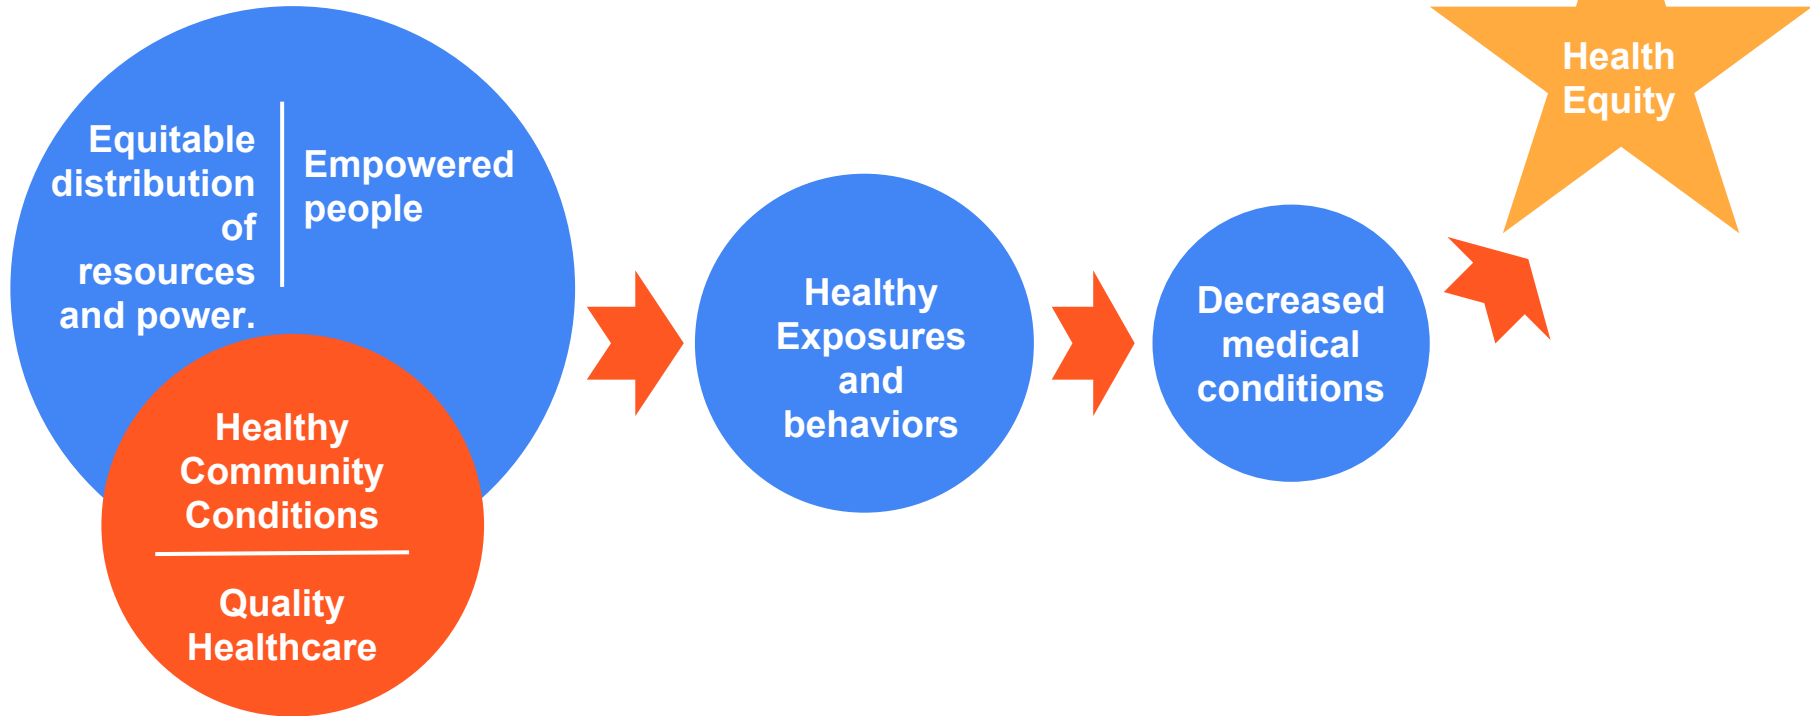 Equitable
distribution
of
resources
and power.
Empowered
people
Healthy
Community
Conditions
Quality
Healthcare
Healthy
Exposures
and
behaviors
Decreased
medical
conditions
Health
Equity